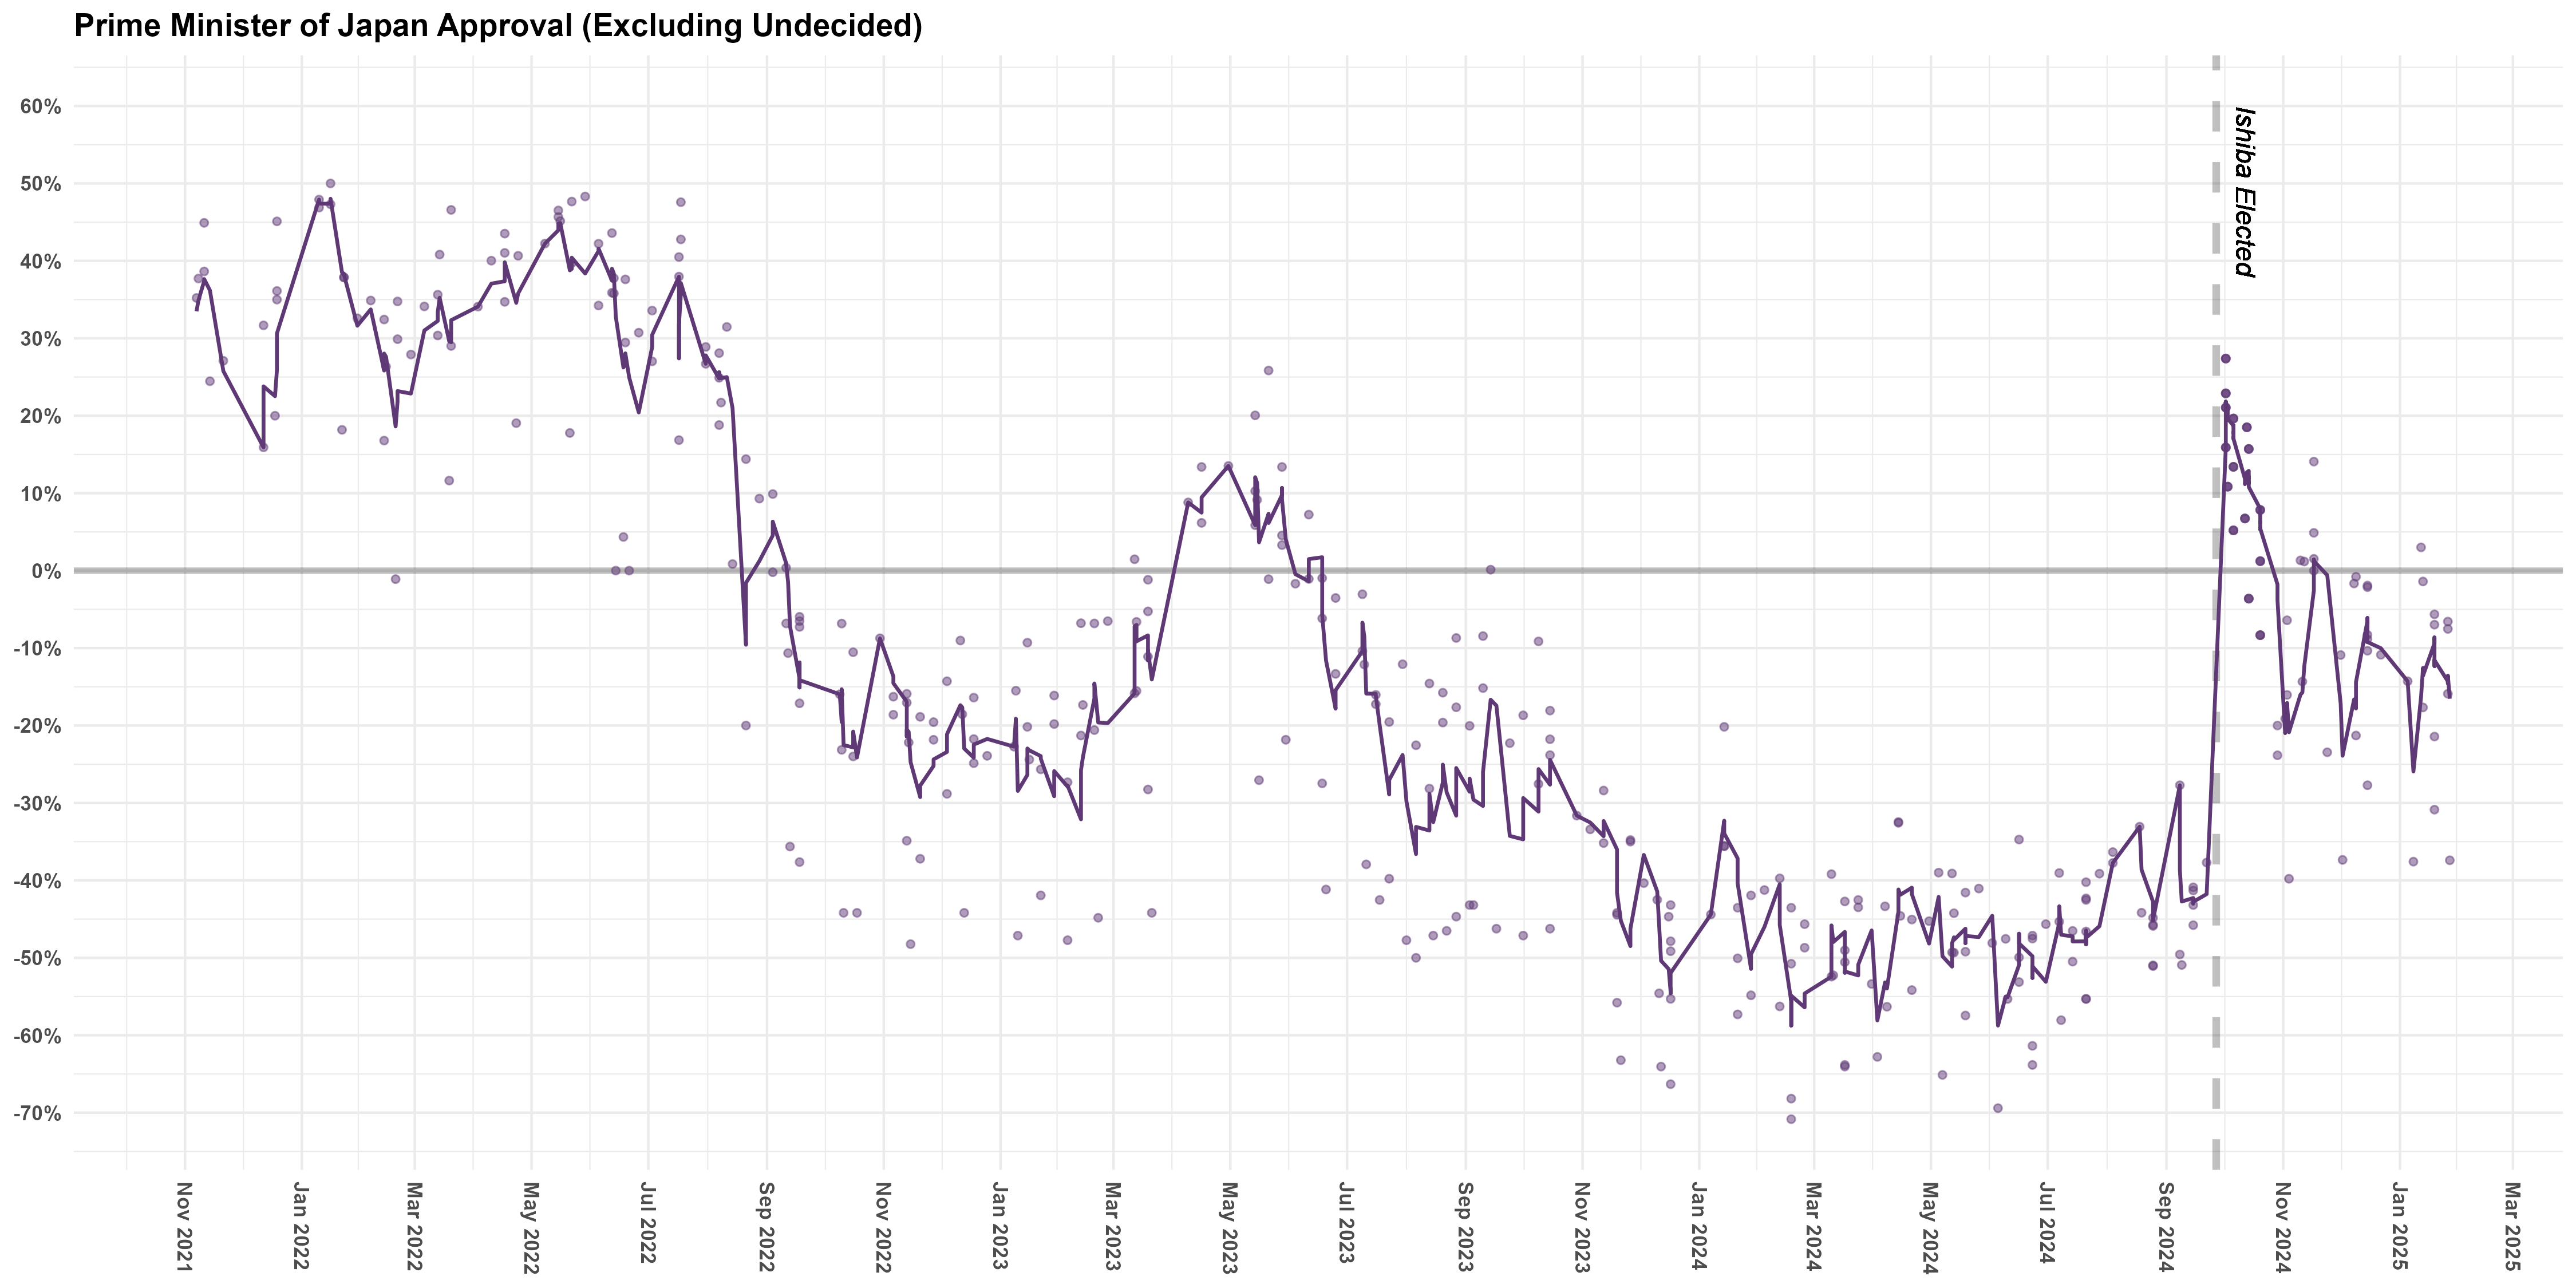 Prime Minister of Japan Approval (Excluding Undecided)
60%
50%
40%
30%
20%
10%
0%
-10%
-20%
-30%
-40%
-50%
-60%
-70%
Ishiba Elected
Nov 2021
Jan 2022
Mar 2022
May 2022
Jul 2022
Sep 2022
Nov 2022
Jan 2023
Mar 2023
May 2023
Jul 2023
Sep 2023
Nov 2023
Jan 2024
Mar 2024
May 2024
Jul 2024
Sep 2024
Nov 2024
Jan 2025
Mar 2025